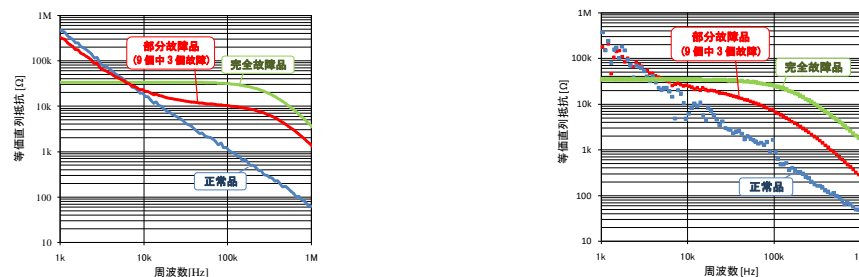 1M
100k
10k
1k
100
10
等価直列抵抗 [Ω]
部分故障品
(9個中3個故障)
完全故障品
正常品
1k
10k
100k
1M
周波数[Hz]
1M
100k
10k
1k
100
10
等価直列抵抗 [Ω]
部分故障品
(9個中3個故障)
完全故障品
正常品
1k
10k
100k
周波数 [Hz]